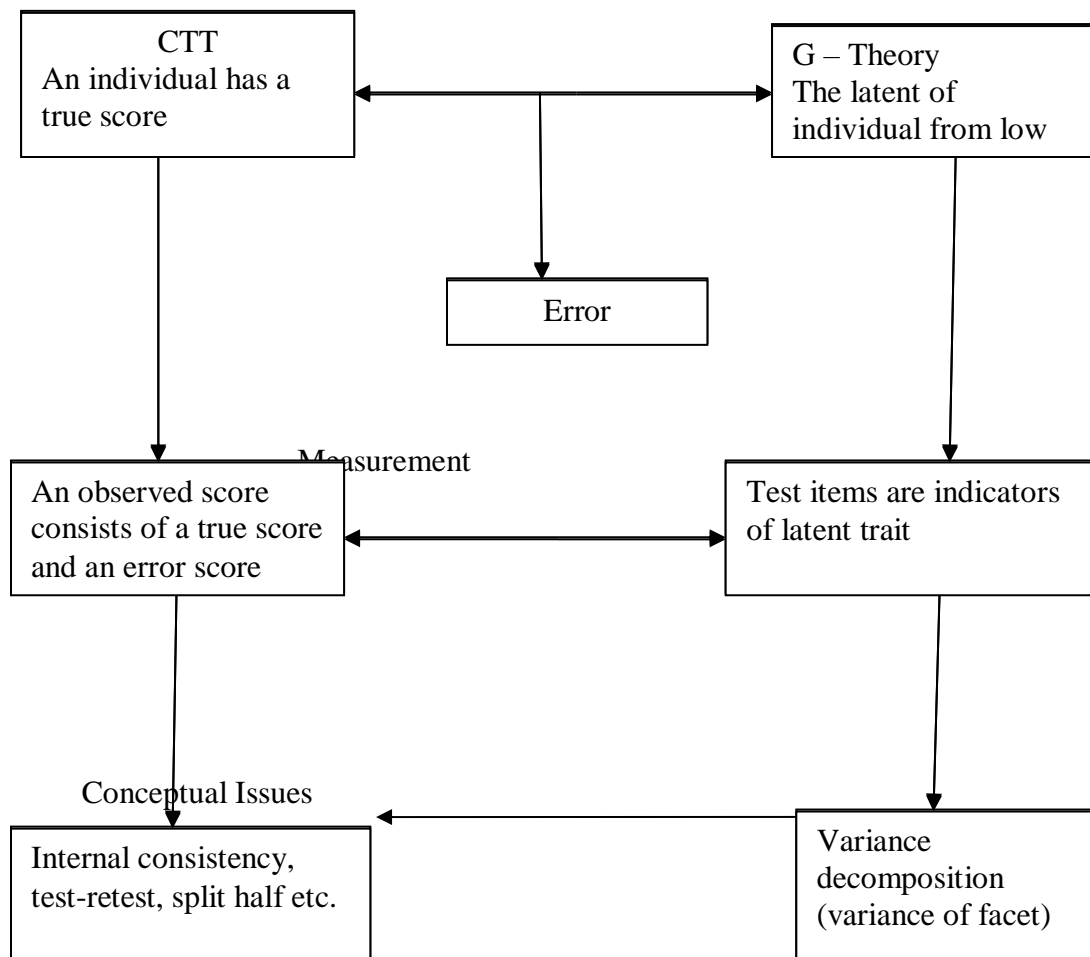 CTT
An individual has a
true score
G – Theory
The latent of
individual from low
Error
Measurement
An observed score
consists of a true score
and an error score
Test items are indicators
of latent trait
Conceptual Issues
Internal consistency,
test-retest, split half etc.
Variance
decomposition
(variance of facet)